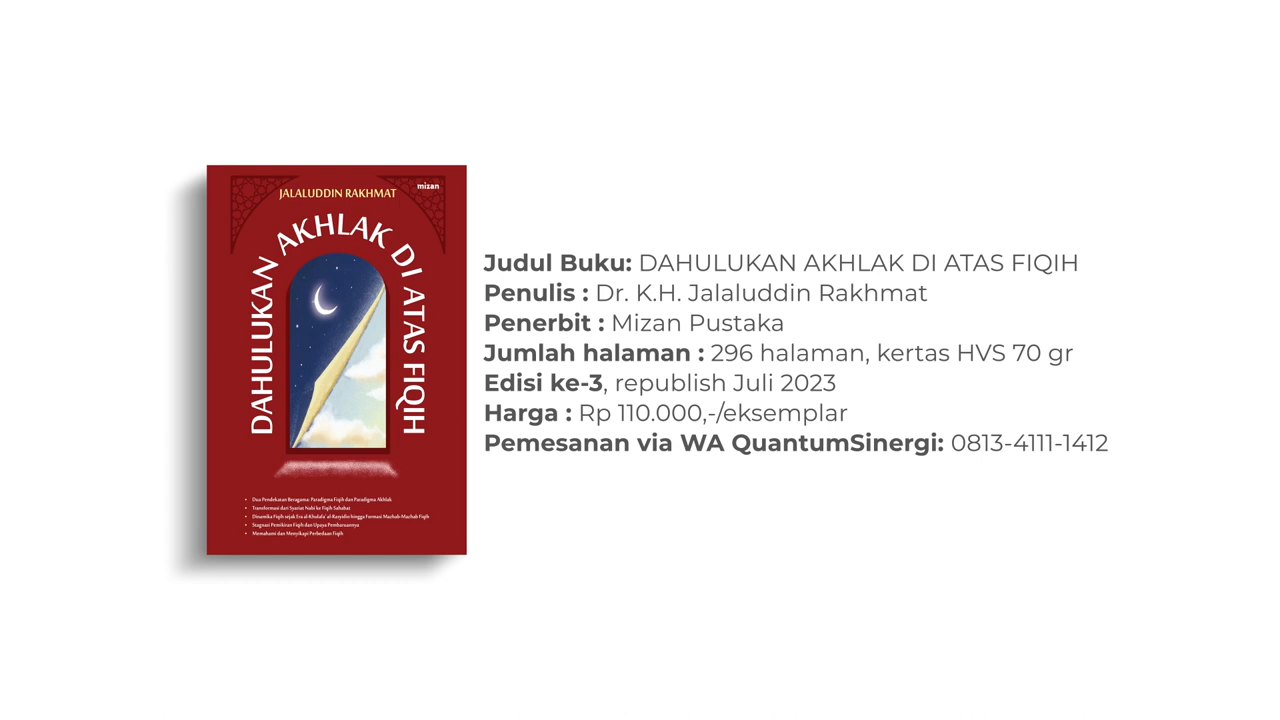 JALALUDDIN RAKHMAT
mizan
DAHULUKAN AKHLAK DI ATAS FIQIH
• Dua Pendekatan Beragama: Paradigma Fiqih dan Paradigma Akhlak
• Transformasi dari Syariat Nabi ke Fiqih Sahabat
• Dinamika Fiqih sejak Era al-Khulafa' al-Rasyidin hingga Formasi Mazhab-Mazhab Fiqih
• Stagnasi Pemikiran Fiqih dan Upaya Pembaruannya
• Memahami dan Menyikapi Perbedaan Fiqih
Judul Buku: DAHULUKAN AKHLAK DI ATAS FIQIH
Penulis : Dr. K.H. Jalaluddin Rakhmat
Penerbit : Mizan Pustaka
Jumlah halaman : 296 halaman, kertas HVS 70 gr
Edisi ke-3, republish Juli 2023
Harga : Rp 110.000,-/eksemplar
Pemesanan via WA QuantumSinergi: 0813-4111-1412